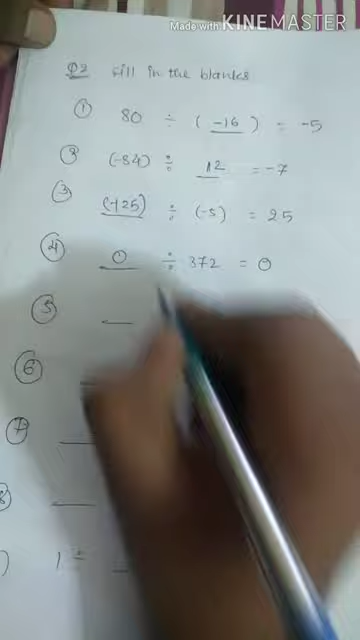 Made with KINEMASTER
Q2 Fill in the blanks
① 80 ÷ (-16) = -5
② (-84) ÷ 12 = -7
③ (-125) ÷ (-5) = 25
④ 0 ÷ 372 = 0
⑤
⑥
⑦
8
) 1 ÷